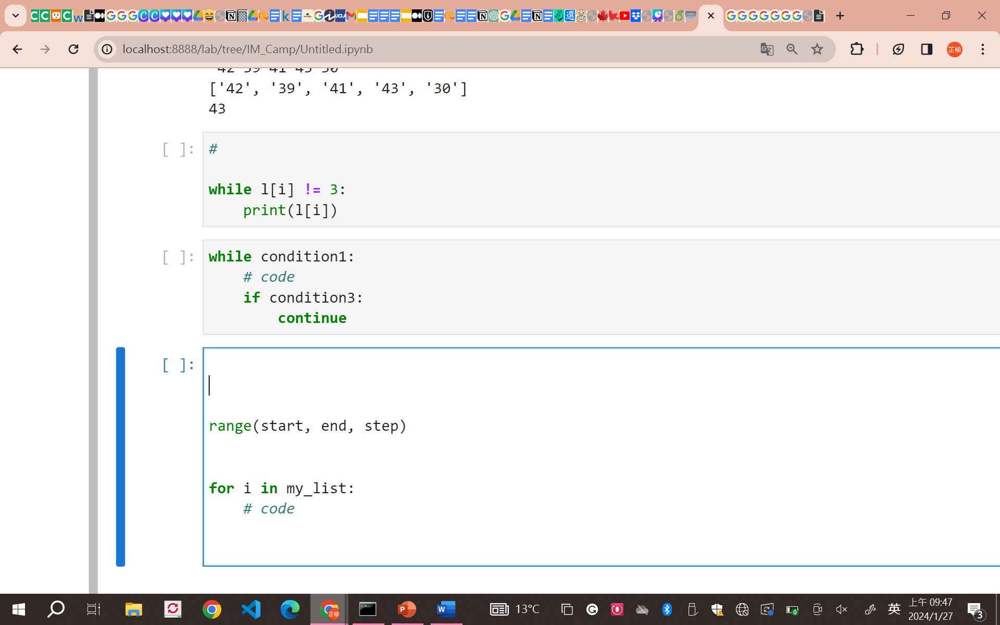 localhost:8888/lab/tree/IM_Camp/Untitled.ipynb
芷榆
42 39 41 43 30
['42', '39', '41', '43', '30']
43
[ ]:
#
while l[i] != 3:
    print(l[i])
[ ]:
while condition1:
    # code
    if condition3:
        continue
[ ]:
range(start, end, step)
for i in my_list:
    # code
13°C
英
上午 09:47
2024/1/27
3